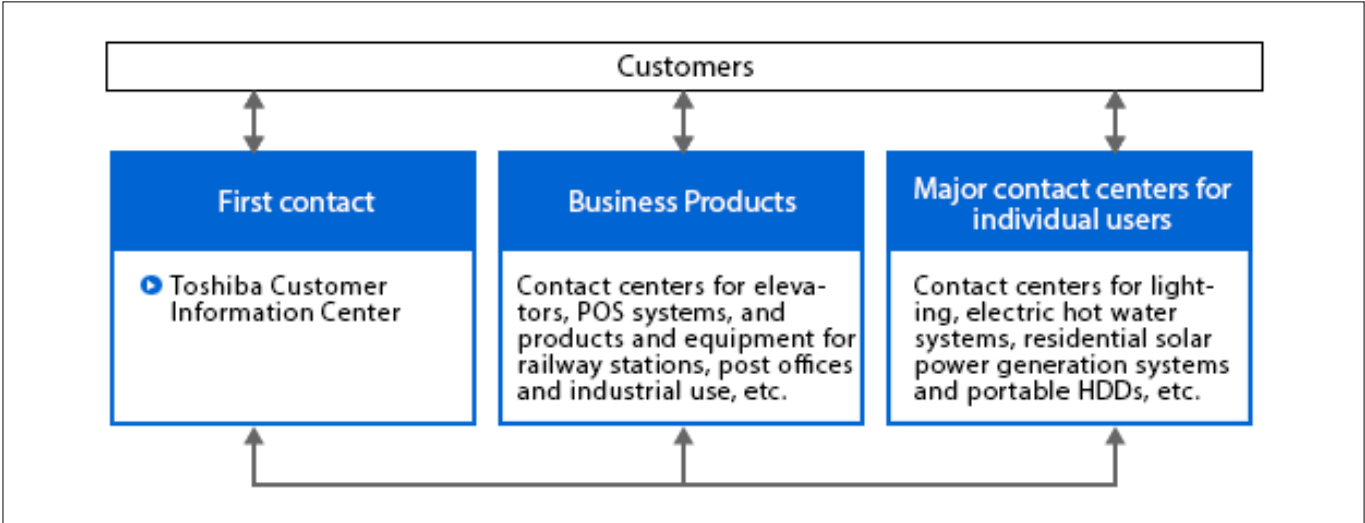 Customers
First contact
Toshiba Customer
Information Center
Business Products
Contact centers for eleva-
tors, POS systems, and
products and equipment for
railway stations, post offices
and industrial use, etc.
Major contact centers for
individual users
Contact centers for light-
ing, electric hot water
systems, residential solar
power generation systems
and portable HDDs, etc.